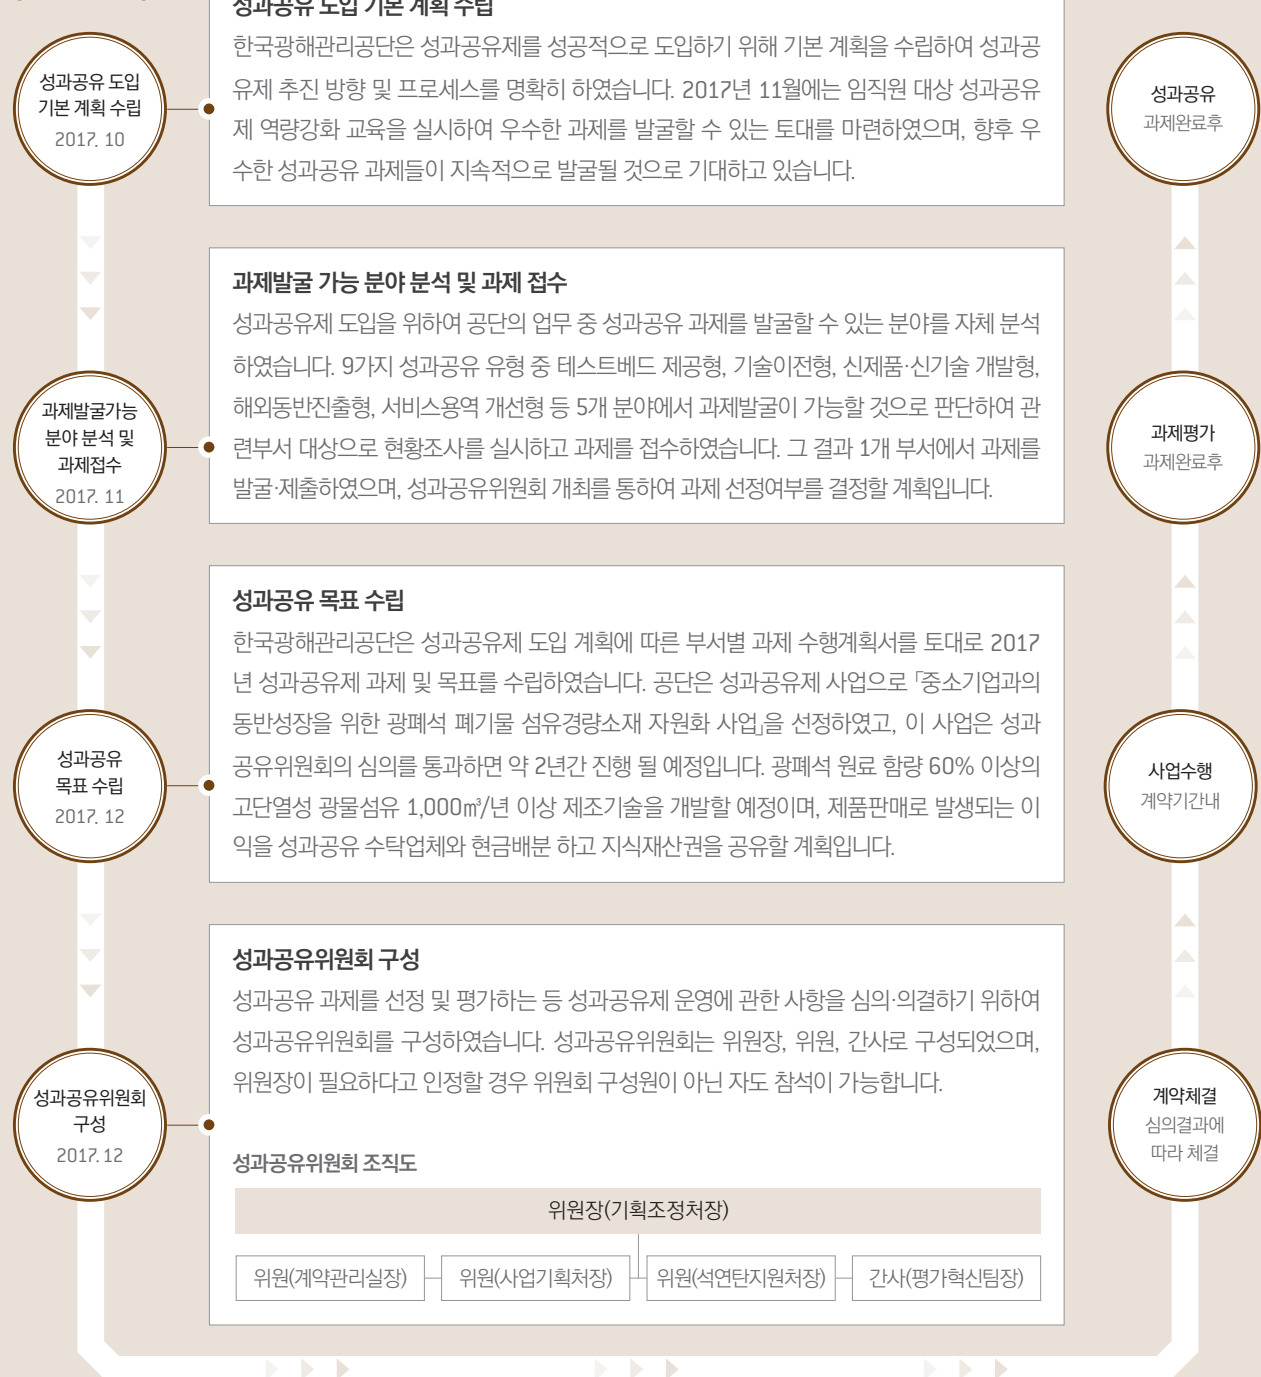 성과공유 도입 기본 계획 수립
한국광해관리공단은 성과공유제를 성공적으로 도입하기 위해 기본 계획을 수립하여 성과공
유제 추진 방향 및 프로세스를 명확히 하였습니다. 2017년 11월에는 임직원 대상 성과공유
제 역량강화 교육을 실시하여 우수한 과제를 발굴할 수 있는 토대를 마련하였으며, 향후 우
수한 성과공유 과제들이 지속적으로 발굴될 것으로 기대하고 있습니다.
성과공유 도입
기본 계획 수립
2017. 10
과제발굴 가능 분야 분석 및 과제 접수
성과공유제 도입을 위하여 공단의 업무 중 성과공유 과제를 발굴할 수 있는 분야를 자체 분석
하였습니다. 9가지 성과공유 유형 중 테스트베드 제공형, 기술이전형, 신제품·신기술 개발형,
해외동반진출형, 서비스용역 개선형 등 5개 분야에서 과제발굴이 가능할 것으로 판단하여 관
련부서 대상으로 현황조사를 실시하고 과제를 접수하였습니다. 그 결과 1개 부서에서 과제를
발굴·제출하였으며, 성과공유위원회 개최를 통하여 과제 선정여부를 결정할 계획입니다.
과제발굴가능
분야 분석 및
과제접수
2017. 11
성과공유 목표 수립
한국광해관리공단은 성과공유제 도입 계획에 따른 부서별 과제 수행계획서를 토대로 2017
년 성과공유제 과제 및 목표를 수립하였습니다. 공단은 성과공유제 사업으로 「중소기업과의
동반성장을 위한 광폐석 폐기물 섬유경량소재 자원화 사업」을 선정하였고, 이 사업은 성과
공유위원회의 심의를 통과하면 약 2년간 진행 될 예정입니다. 광폐석 원료 함량 60% 이상의
고단열성 광물섬유 1,000㎥/년 이상 제조기술을 개발할 예정이며, 제품판매로 발생되는 이
익을 성과공유 수탁업체와 현금배분 하고 지식재산권을 공유할 계획입니다.
성과공유
목표 수립
2017. 12
성과공유위원회 구성
성과공유 과제를 선정 및 평가하는 등 성과공유제 운영에 관한 사항을 심의·의결하기 위하여
성과공유위원회를 구성하였습니다. 성과공유위원회는 위원장, 위원, 간사로 구성되었으며,
위원장이 필요하다고 인정할 경우 위원회 구성원이 아닌 자도 참석이 가능합니다.
성과공유위원회
구성
2017. 12
성과공유위원회 조직도
위원장(기획조정처장)
위원(계약관리실장)
위원(사업기획처장)
위원(석연탄지원처장)
간사(평가혁신팀장)
계약체결
심의결과에
따라 체결
사업수행
계약기간내
과제평가
과제완료후
성과공유
과제완료후